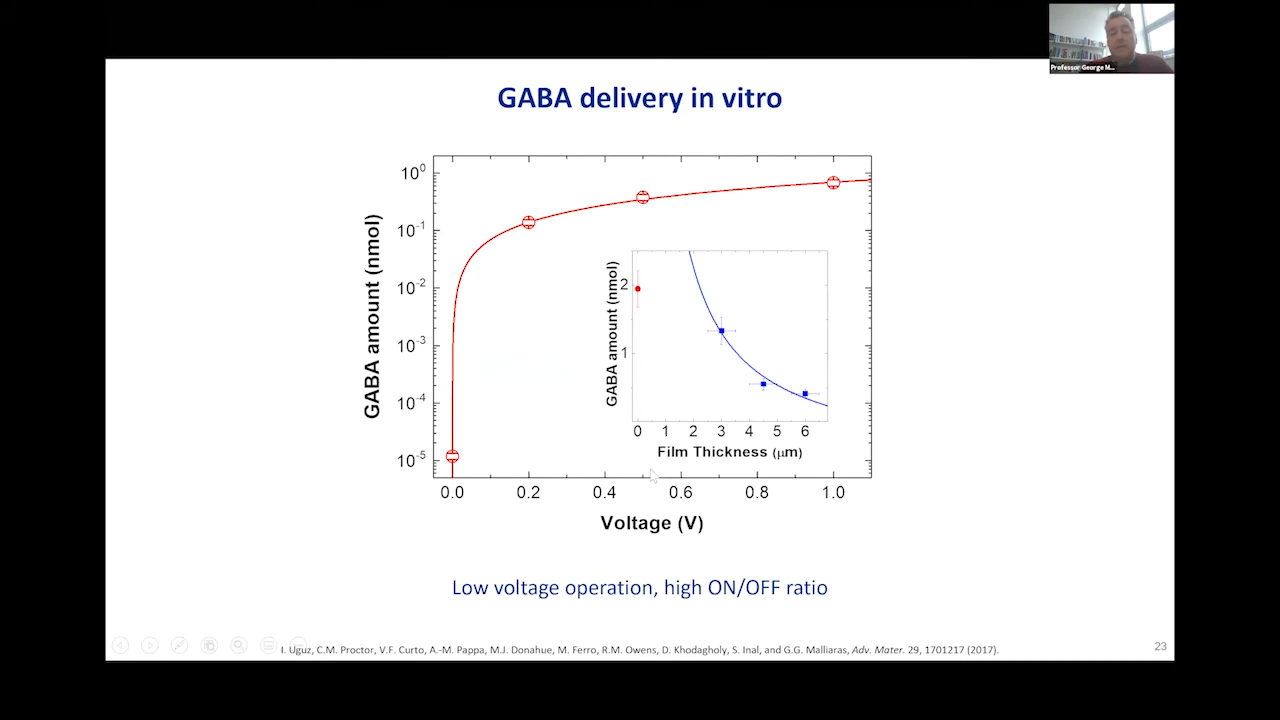 Professor George M...
GABA delivery in vitro
GABA amount (nmol)
10^0
10^-1
10^-2
10^-3
10^-4
10^-5
0.0 0.2 0.4 0.6 0.8 1.0
Voltage (V)
GABA amount (nmol)
2
1
0 1 2 3 4 5 6
Film Thickness (μm)
Low voltage operation, high ON/OFF ratio
I. Uguz, C.M. Proctor, V.F. Curto, A.-M. Pappa, M.J. Donahue, M. Ferro, R.M. Owens, D. Khodagholy, S. Inal, and G.G. Malliaras, Adv. Mater. 29, 1701217 (2017).
23